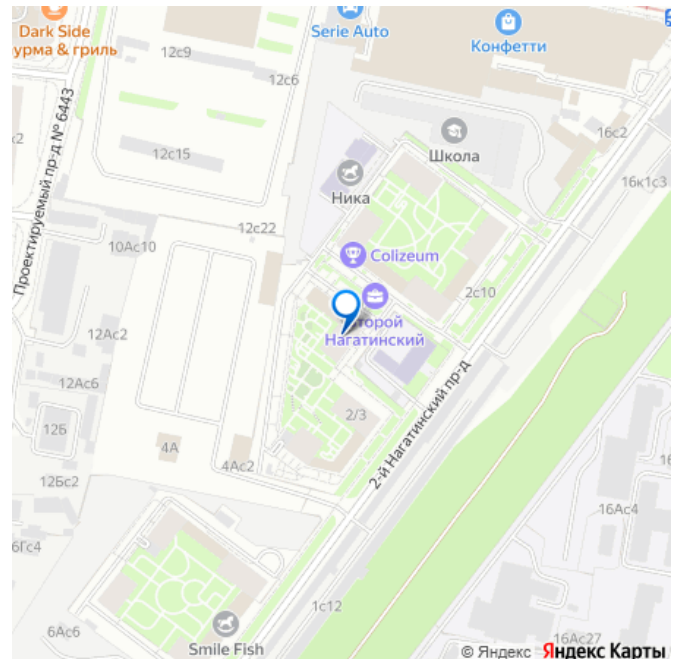 Dark Side
урма & гриль
12с9
12с6
Serie Auto
Конфетти
Проектируемый пр-д № 6443
12с15
Школа
16с2
Ника
16к1с3
12с22
10Ас10
Colizeum
2с10
торой
Нагатинский
12Ас2
12Ас6
2/3
2-й Нагатинский пр-д
12Б
4А
4Ас2
12Бс2
16Ас4
6Гс4
1с12
6Ас6
Smile Fish
16Ас27
© Яндекс Яндекс Карты